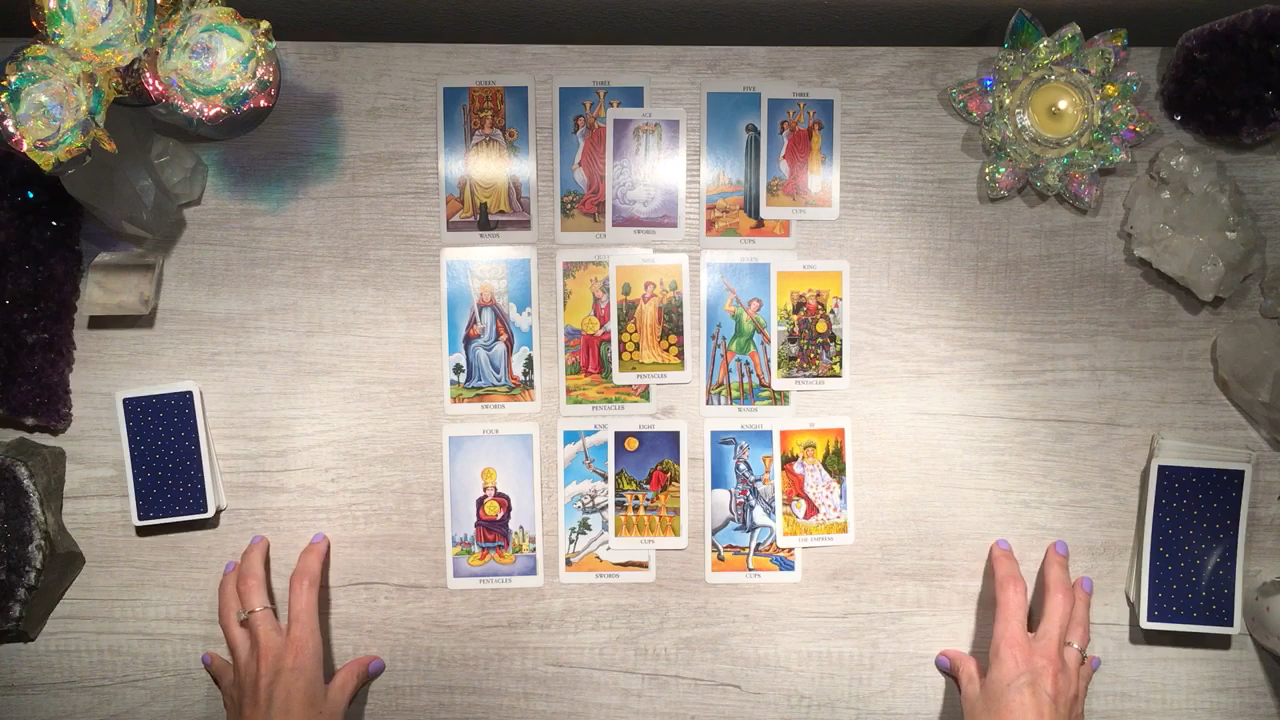 QUEEN
WANDS
THREE
ACE
SWORDS
FIVE
CUPS
THREE
CUPS
SWORDS
PENTACLES
PENTACLES
WANDS
KING
PENTACLES
FOUR
PENTACLES
SWORDS
EIGHT
CUPS
KNIGHT
CUPS
III
THE EMPRESS